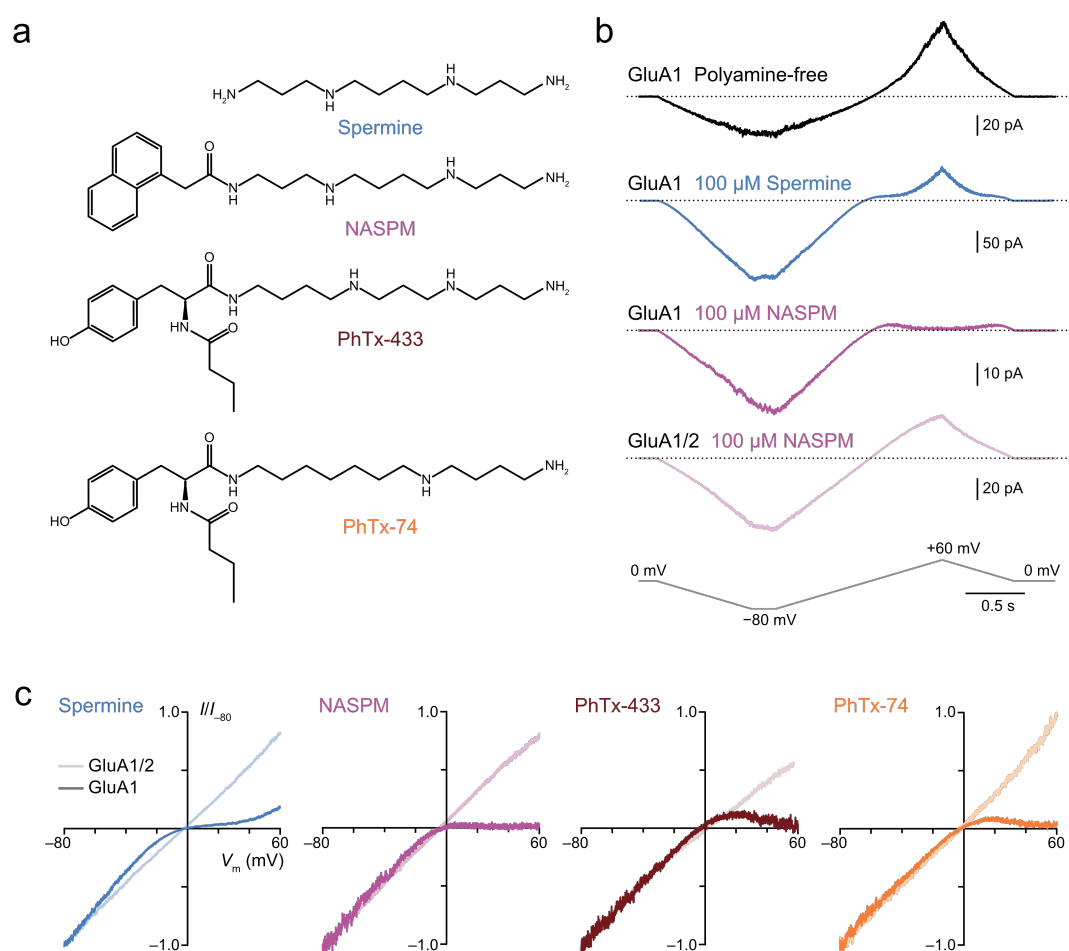 a
H₂N
N
H
H
N
NH₂
Spermine
O
N
H
N
H
H
N
NH₂
NASPM
O
N
H
H
N
H
N
NH₂
HO
HN
O
PhTx-433
O
N
H
N
H
NH₂
HO
HN
O
PhTx-74
b
GluA1 Polyamine-free
20 pA
GluA1 100 µM Spermine
50 pA
GluA1 100 µM NASPM
10 pA
GluA1/2 100 µM NASPM
20 pA
0 mV
+60 mV
0 mV
−80 mV
0.5 s
c
Spermine
I/I₋₈₀
1.0
GluA1/2
GluA1
−80
60
Vₘ (mV)
−1.0
NASPM
1.0
−80
60
−1.0
PhTx-433
1.0
−80
60
−1.0
PhTx-74
1.0
−80
60
−1.0